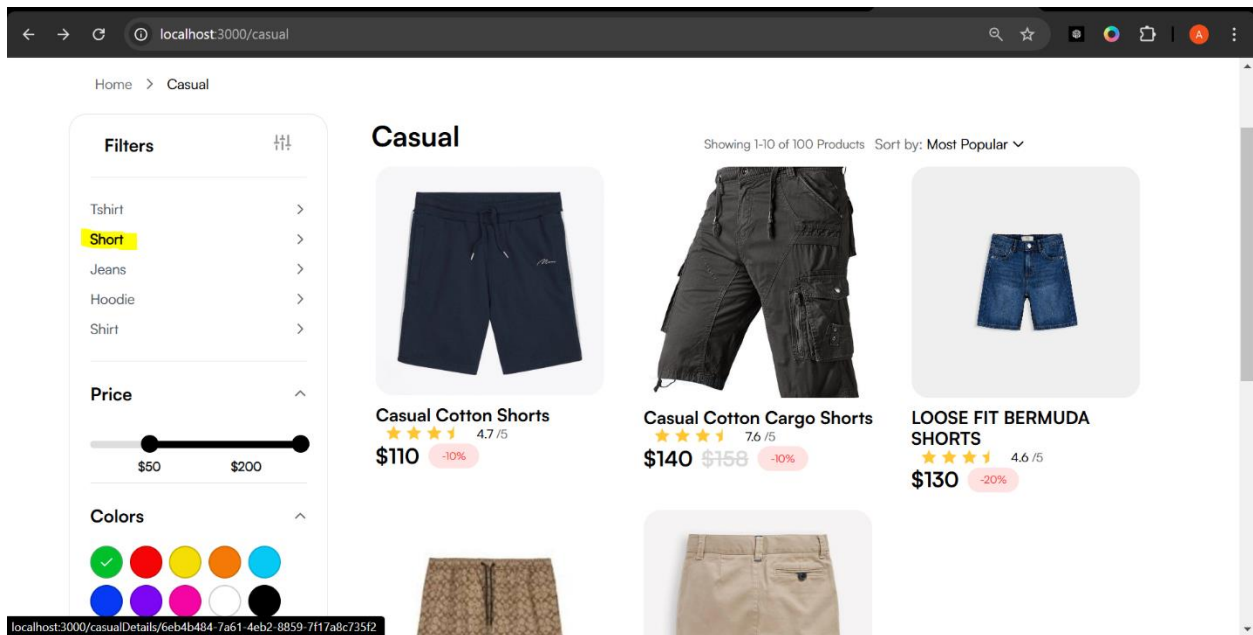 localhost:3000/casual
A
Home > Casual
Filters
Tshirt
Short
Jeans
Hoodie
Shirt
Price
$50 $200
Colors
Casual
Showing 1-10 of 100 Products Sort by: Most Popular
Casual Cotton Shorts
4.7 /5
$110 -10%
Casual Cotton Cargo Shorts
7.6 /5
$140 $158 -10%
LOOSE FIT BERMUDA
SHORTS
4.6 /5
$130 -20%
localhost:3000/casualDetails/6eb4b484-7a61-4eb2-8859-7f17a8c735f2